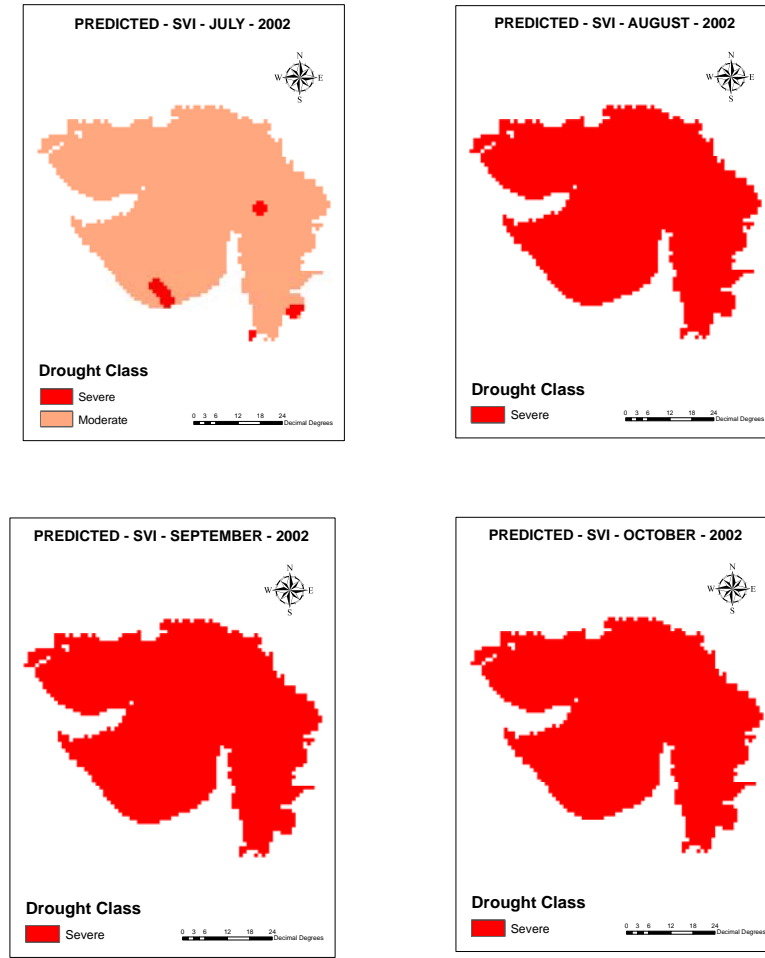 PREDICTED - SVI - JULY - 2002
N
W E
S
Drought Class
Severe
Moderate
0 3 6 12 18 24
Decimal Degrees
PREDICTED - SVI - AUGUST - 2002
N
W E
S
Drought Class
Severe
0 3 6 12 18 24
Decimal Degrees
PREDICTED - SVI - SEPTEMBER - 2002
N
W E
S
Drought Class
Severe
0 3 6 12 18 24
Decimal Degrees
PREDICTED - SVI - OCTOBER - 2002
N
W E
S
Drought Class
Severe
0 3 6 12 18 24
Decimal Degrees